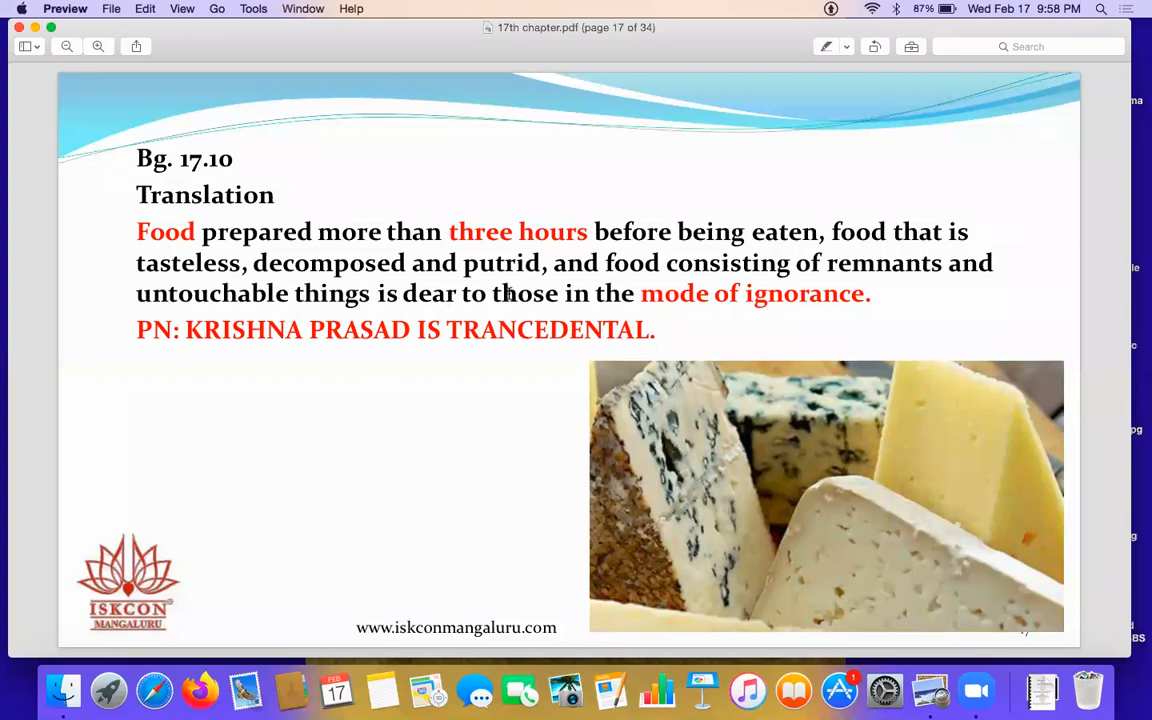 Preview File Edit View Go Tools Window Help 87% Wed Feb 17 9:58 PM
17th chapter.pdf (page 17 of 34)
Search
Bg. 17.10
Translation
Food prepared more than three hours before being eaten, food that is
tasteless, decomposed and putrid, and food consisting of remnants and
untouchable things is dear to those in the mode of ignorance.
PN: KRISHNA PRASAD IS TRANCEDENTAL.
ISKCON
MANGALURU
www.iskconmangaluru.com
FEB
17
1